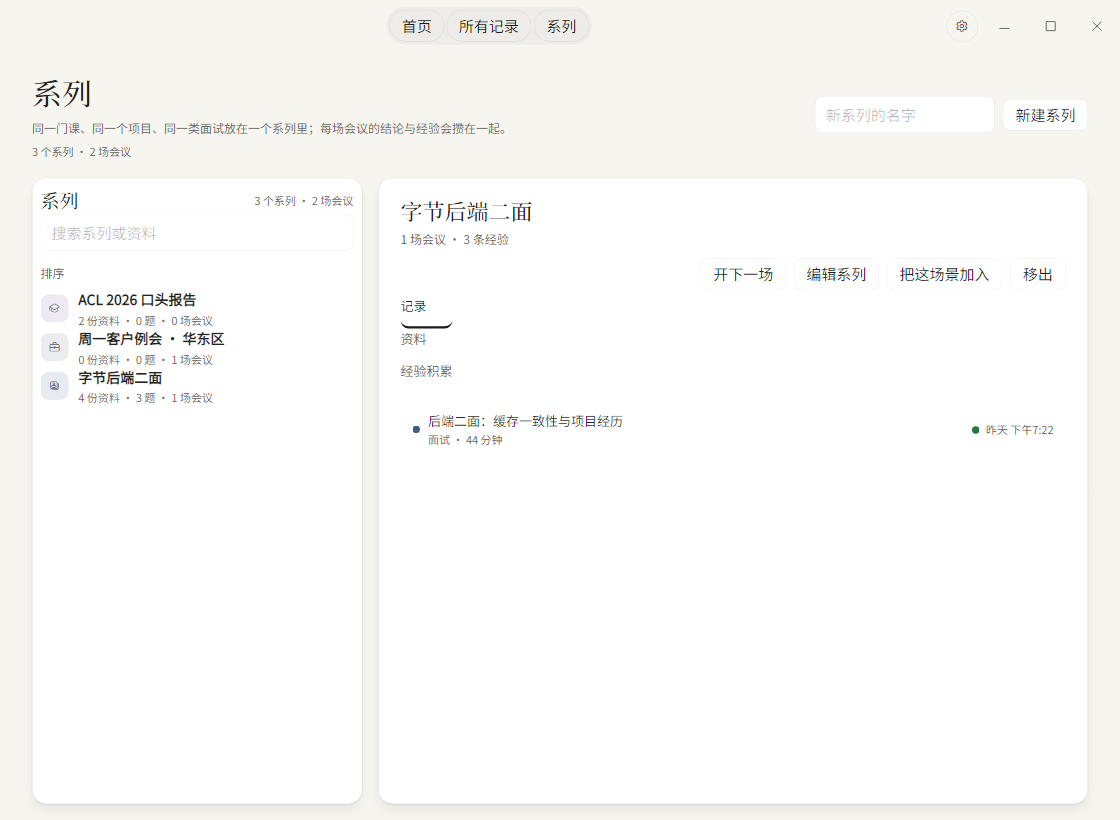 首页 所有记录 系列
系列
同一门课、同一个项目、同一类面试放在一个系列里；每场会议的结论与经验会攒在一起。
3 个系列 · 2 场会议
新系列的名字 新建系列
系列 3 个系列 · 2 场会议
搜索系列或资料
排序
ACL 2026 口头报告
2 份资料 · 0 题 · 0 场会议
周一客户例会 · 华东区
0 份资料 · 0 题 · 1 场会议
字节后端二面
4 份资料 · 3 题 · 1 场会议
字节后端二面
1 场会议 · 3 条经验
开下一场 编辑系列 把这场景加入 移出
记录
资料
经验积累
后端二面：缓存一致性与项目经历
面试 · 44 分钟
昨天 下午7:22